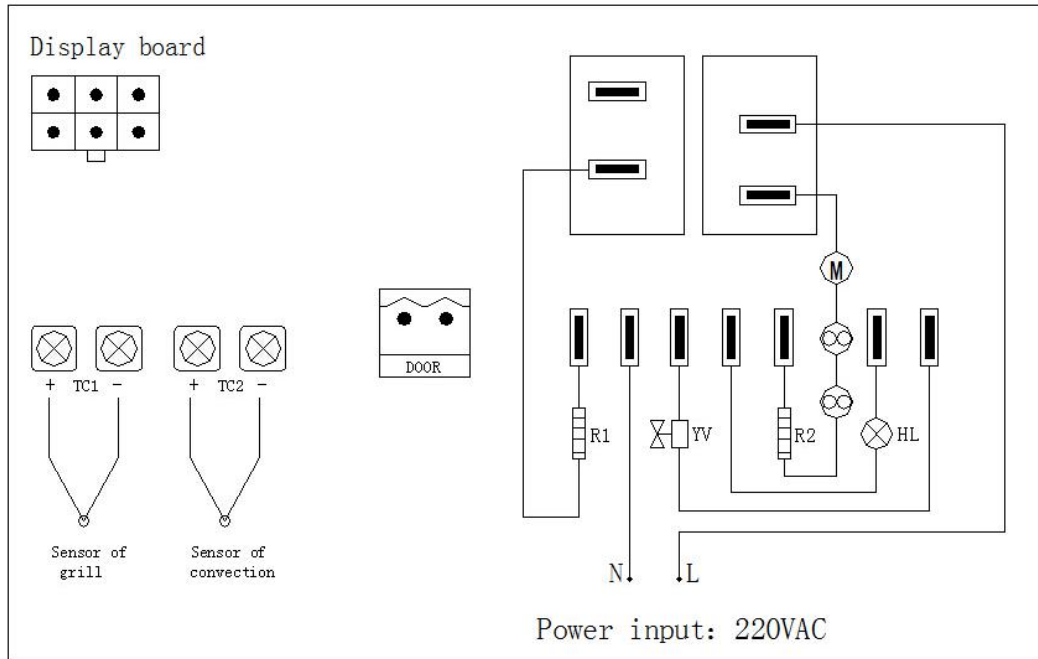 Display board
M
DOOR
+ TC1 -
+ TC2 -
R1
YV
R2
HL
Sensor of
grill
Sensor of
convection
N
L
Power input: 220VAC